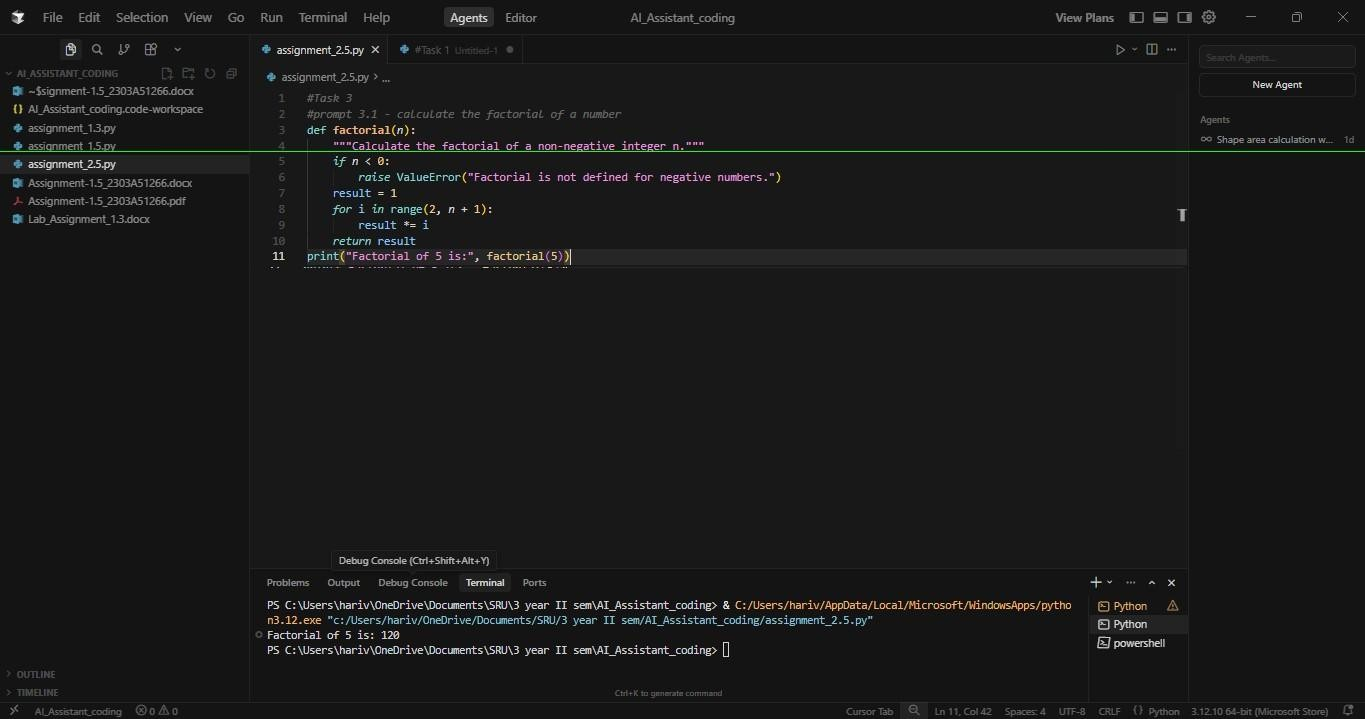 File Edit Selection View Go Run Terminal Help Agents Editor AI_Assistant_coding View Plans
AI_ASSISTANT_CODING
~$signment-1.5_2303A51266.docx
AI_Assistant_coding.code-workspace
assignment_1.3.py
assignment_1.5.py
assignment_2.5.py
Assignment-1.5_2303A51266.docx
Assignment-1.5_2303A51266.pdf
Lab_Assignment_1.3.docx
OUTLINE
TIMELINE
assignment_2.5.py #Task 1 Untitled-1
assignment_2.5.py > ...
1 #Task 3
2 #prompt 3.1 - calculate the factorial of a number
3 def factorial(n):
4 """Calculate the factorial of a non-negative integer n."""
5 if n < 0:
6 raise ValueError("Factorial is not defined for negative numbers.")
7 result = 1
8 for i in range(2, n + 1):
9 result *= i
10 return result
11 print("Factorial of 5 is:", factorial(5))
Search Agents...
New Agent
Agents
Shape area calculation w... 1d
Debug Console (Ctrl+Shift+Alt+Y)
Problems Output Debug Console Terminal Ports
PS C:\Users\hariv\OneDrive\Documents\SRU\3 year II sem\AI_Assistant_coding> & C:/Users/hariv/AppData/Local/Microsoft/WindowsApps/pytho
n3.12.exe "c:/Users/hariv/OneDrive/Documents/SRU/3 year II sem/AI_Assistant_coding/assignment_2.5.py"
Factorial of 5 is: 120
PS C:\Users\hariv\OneDrive\Documents\SRU\3 year II sem\AI_Assistant_coding>
Python
Python
powershell
Ctrl+K to generate command
AI_Assistant_coding 0 0 Cursor Tab Ln 11, Col 42 Spaces: 4 UTF-8 CRLF {} Python 3.12.10 64-bit (Microsoft Store)